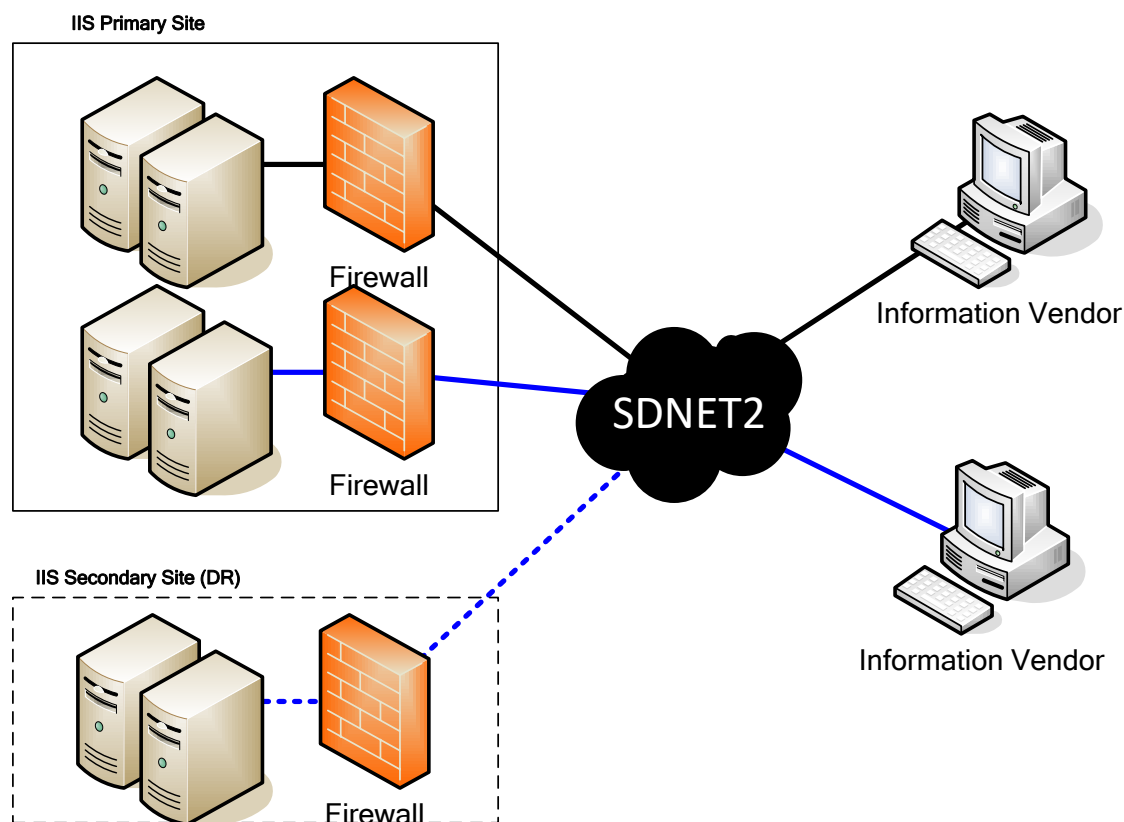 IIS Primary Site
Firewall
Information Vendor
SDNET2
Firewall
IIS Secondary Site (DR)
Information Vendor
Firewall